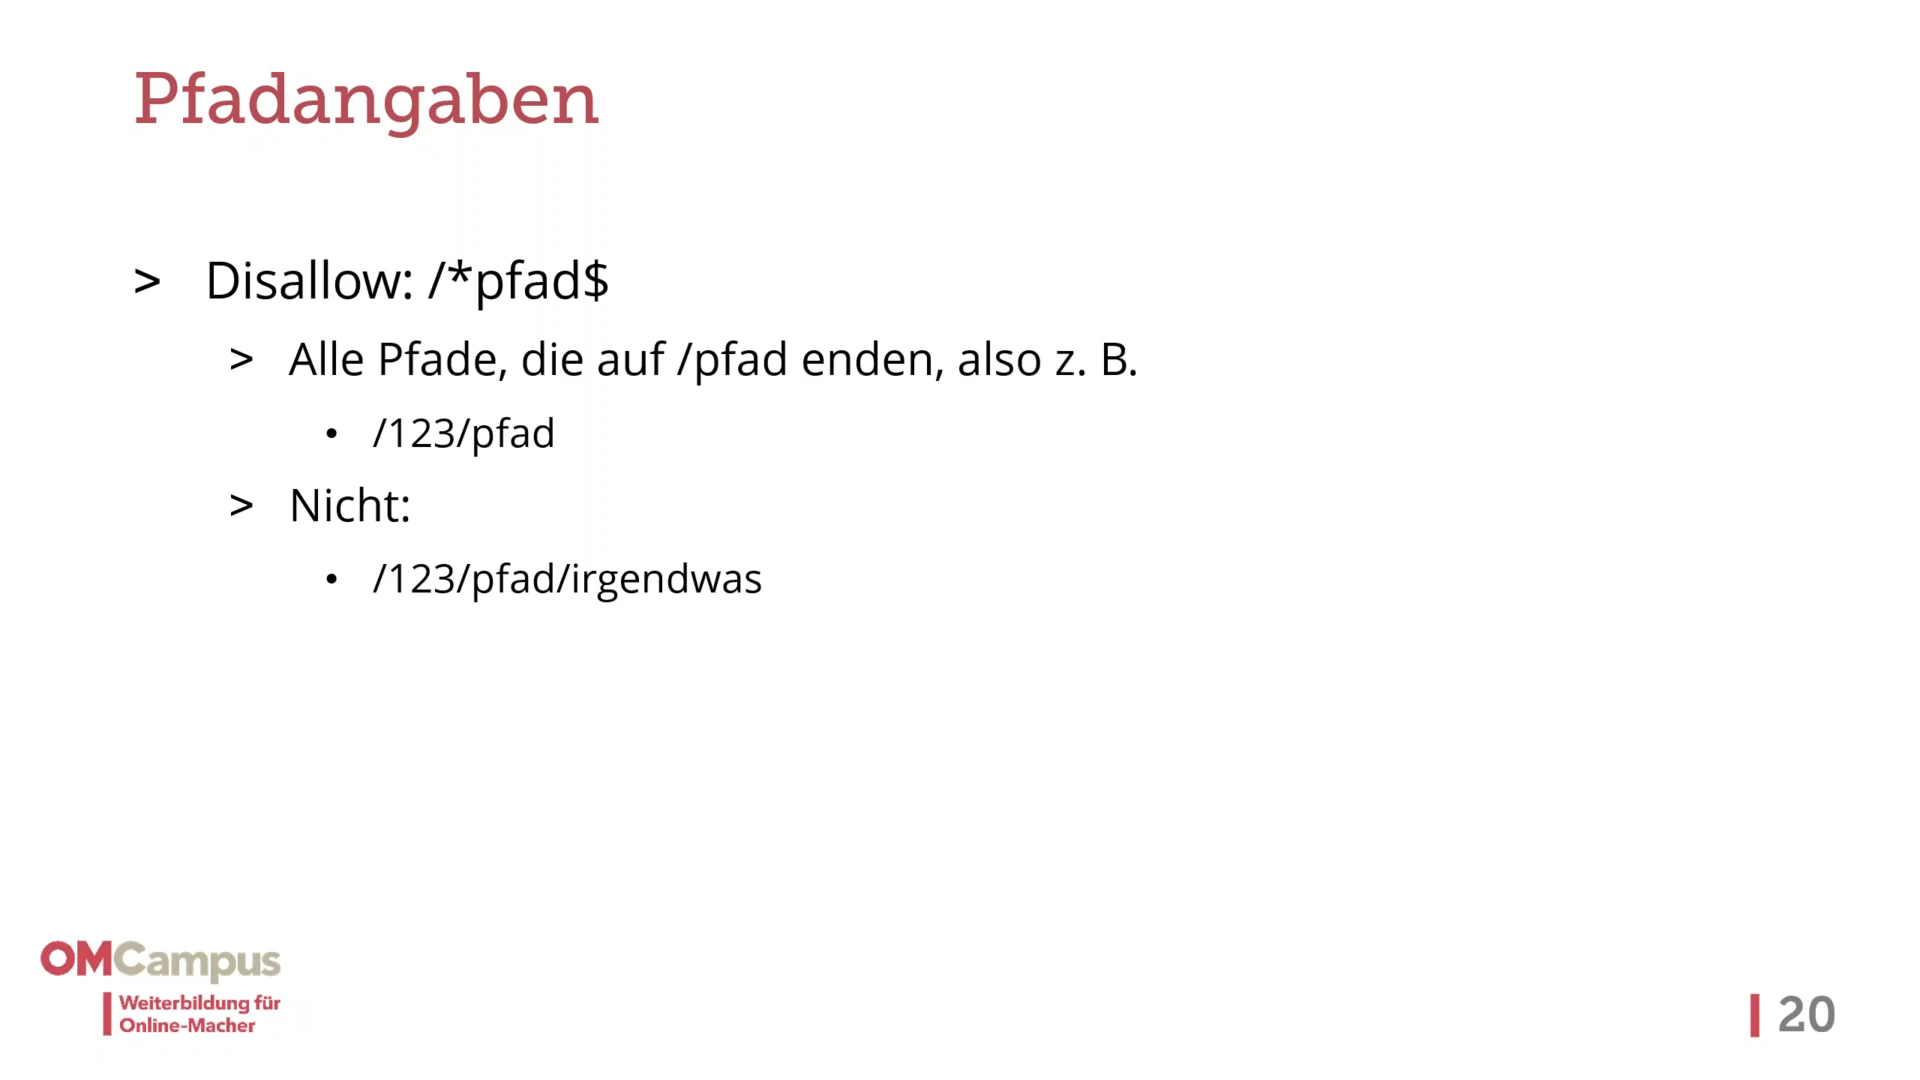 Pfadangaben
> Disallow: /*pfad$
> Alle Pfade, die auf /pfad enden, also z. B.
• /123/pfad
> Nicht:
• /123/pfad/irgendwas
OMCampus
Weiterbildung für
Online-Macher
20